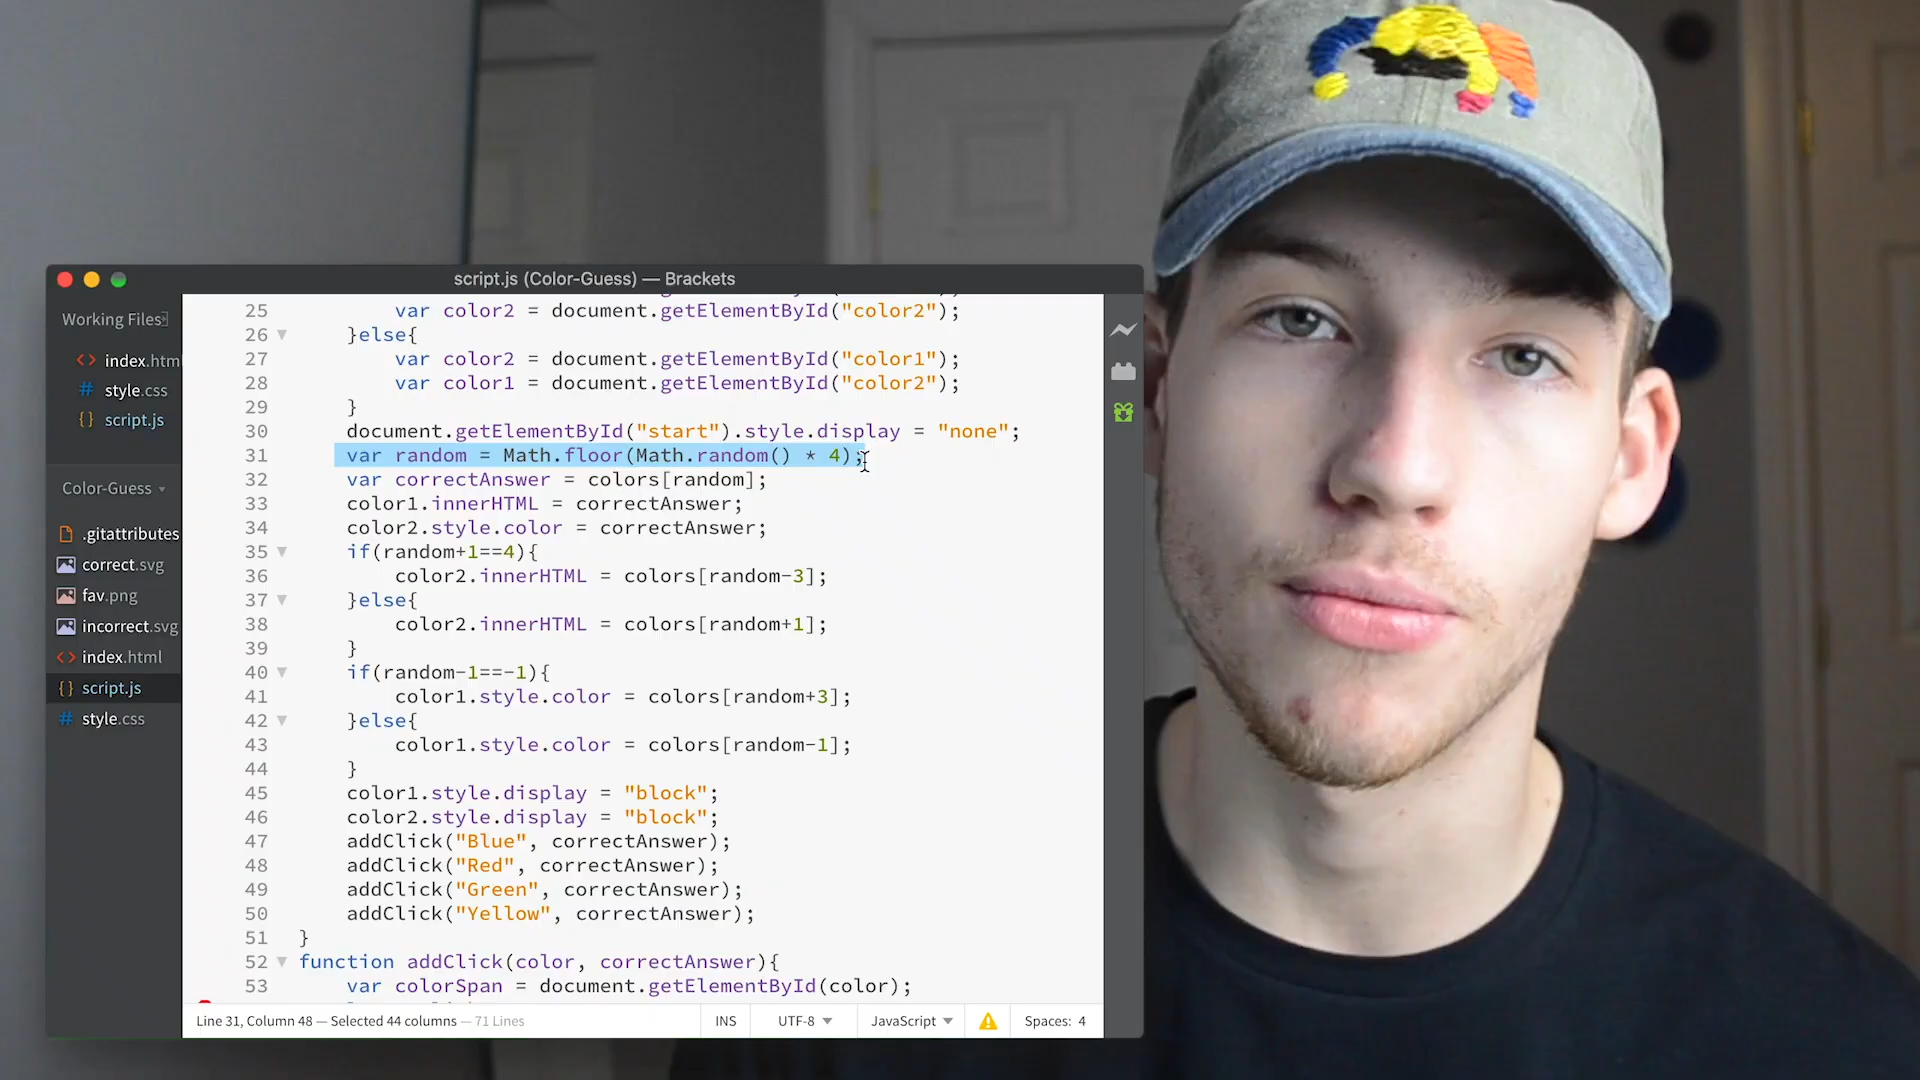 script.js (Color-Guess) — Brackets
Working Files
index.html
style.css
script.js
Color-Guess
.gitattributes
correct.svg
fav.png
incorrect.svg
index.html
script.js
style.css
25 var color2 = document.getElementById("color2");
26 }else{
27 var color2 = document.getElementById("color1");
28 var color1 = document.getElementById("color2");
29 }
30 document.getElementById("start").style.display = "none";
31 var random = Math.floor(Math.random() * 4);
32 var correctAnswer = colors[random];
33 color1.innerHTML = correctAnswer;
34 color2.style.color = correctAnswer;
35 if(random+1==4){
36 color2.innerHTML = colors[random-3];
37 }else{
38 color2.innerHTML = colors[random+1];
39 }
40 if(random-1==-1){
41 color1.style.color = colors[random+3];
42 }else{
43 color1.style.color = colors[random-1];
44 }
45 color1.style.display = "block";
46 color2.style.display = "block";
47 addClick("Blue", correctAnswer);
48 addClick("Red", correctAnswer);
49 addClick("Green", correctAnswer);
50 addClick("Yellow", correctAnswer);
51 }
52 function addClick(color, correctAnswer){
53 var colorSpan = document.getElementById(color);
Line 31, Column 48 — Selected 44 columns — 71 Lines
INS
UTF-8
JavaScript
Spaces: 4